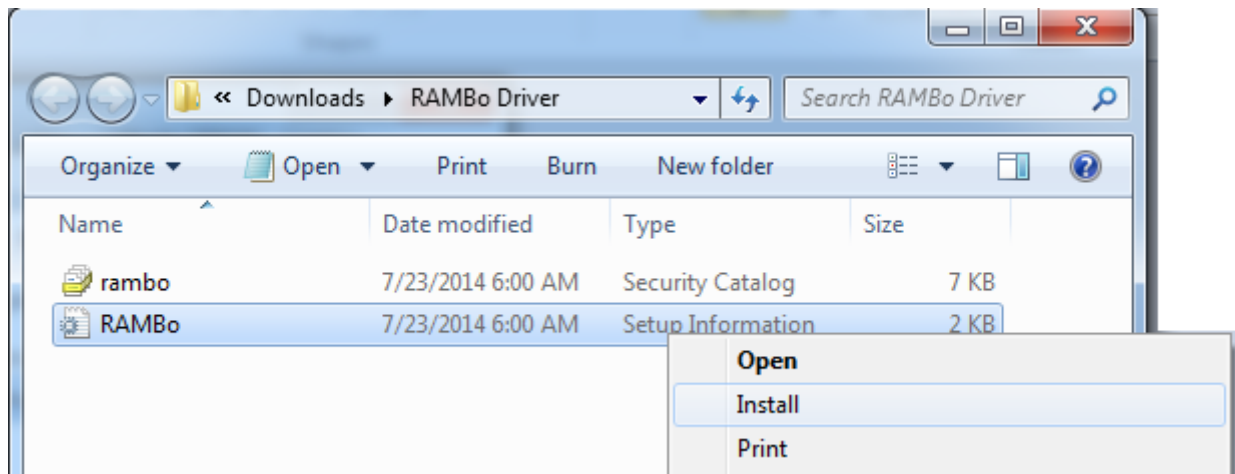 « Downloads ▸ RAMBo Driver Search RAMBo Driver
Organize Open Print Burn New folder
Name Date modified Type Size
rambo 7/23/2014 6:00 AM Security Catalog 7 KB
RAMBo 7/23/2014 6:00 AM Setup Information 2 KB
Open
Install
Print